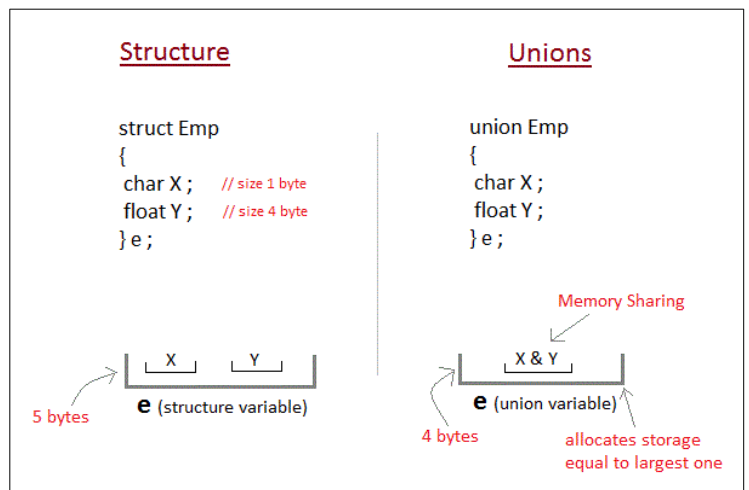 Structure
struct Emp
{
char X ; // size 1 byte
float Y ; // size 4 byte
} e ;
X Y
5 bytes
e (structure variable)
Unions
union Emp
{
char X ;
float Y ;
} e ;
Memory Sharing
X & Y
e (union variable)
4 bytes
allocates storage
equal to largest one